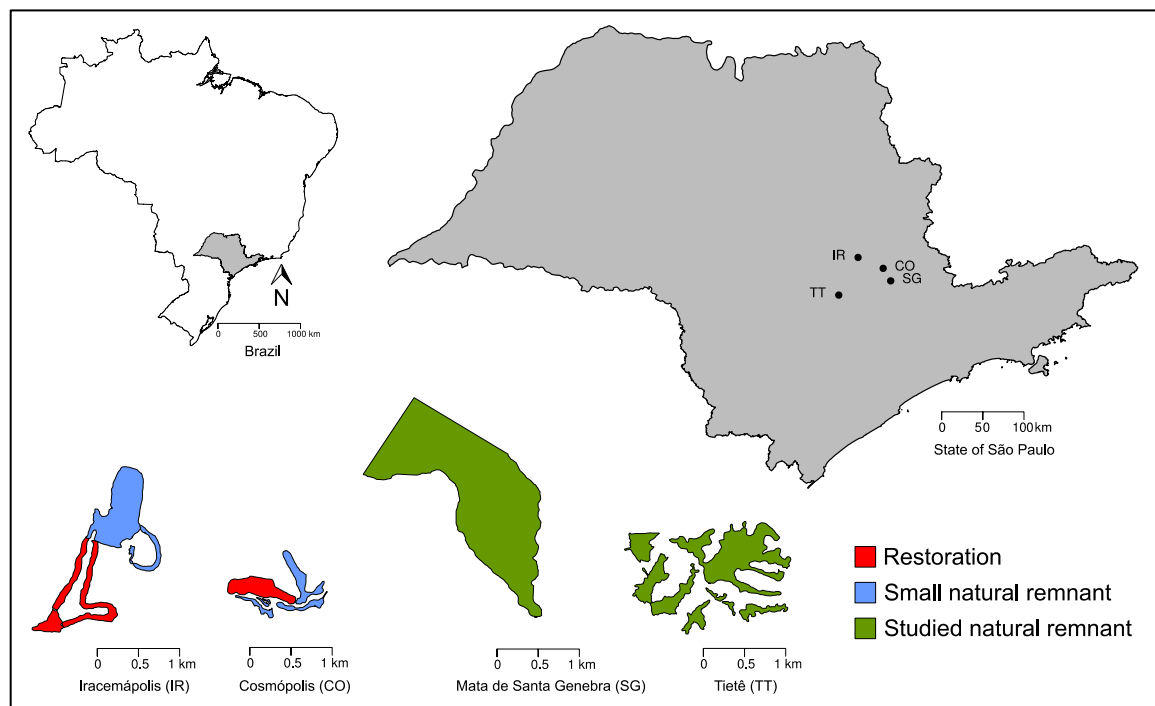 N
0 500 1000 km
Brazil
IR
CO
SG
TT
0 50 100 km
State of São Paulo
Restoration
Small natural remnant
Studied natural remnant
0 0.5 1 km
Iracemápolis (IR)
0 0.5 1 km
Cosmópolis (CO)
0 0.5 1 km
Mata de Santa Genebra (SG)
0 0.5 1 km
Tietê (TT)